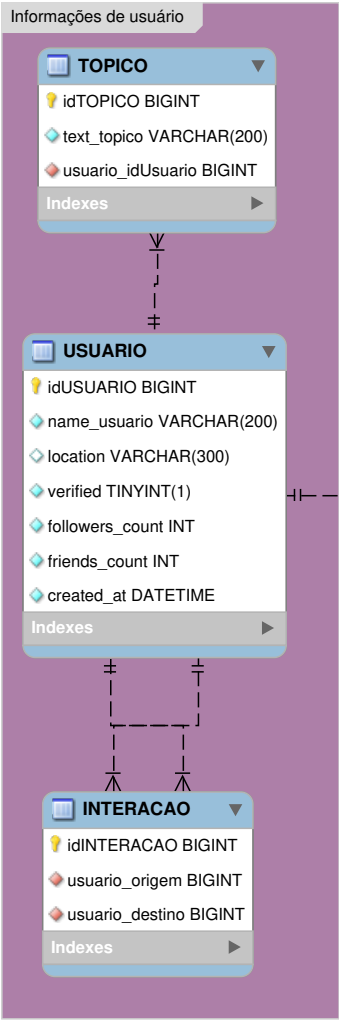 Informações de usuário
TOPICO
idTOPICO BIGINT
text_topico VARCHAR(200)
usuario_idUsuario BIGINT
Indexes
USUARIO
idUSUARIO BIGINT
name_usuario VARCHAR(200)
location VARCHAR(300)
verified TINYINT(1)
followers_count INT
friends_count INT
created_at DATETIME
Indexes
INTERACAO
idINTERACAO BIGINT
usuario_origem BIGINT
usuario_destino BIGINT
Indexes